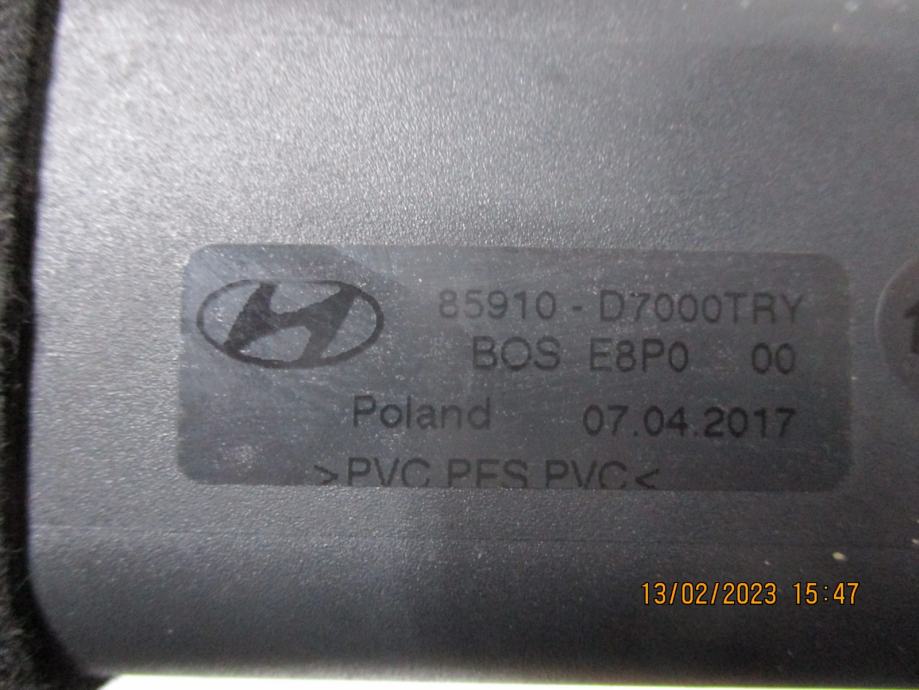 85910 - D7000TRY
BOS E8P0 00
Poland 07.04.2017
>PVC PES PVC<
13/02/2023 15:47